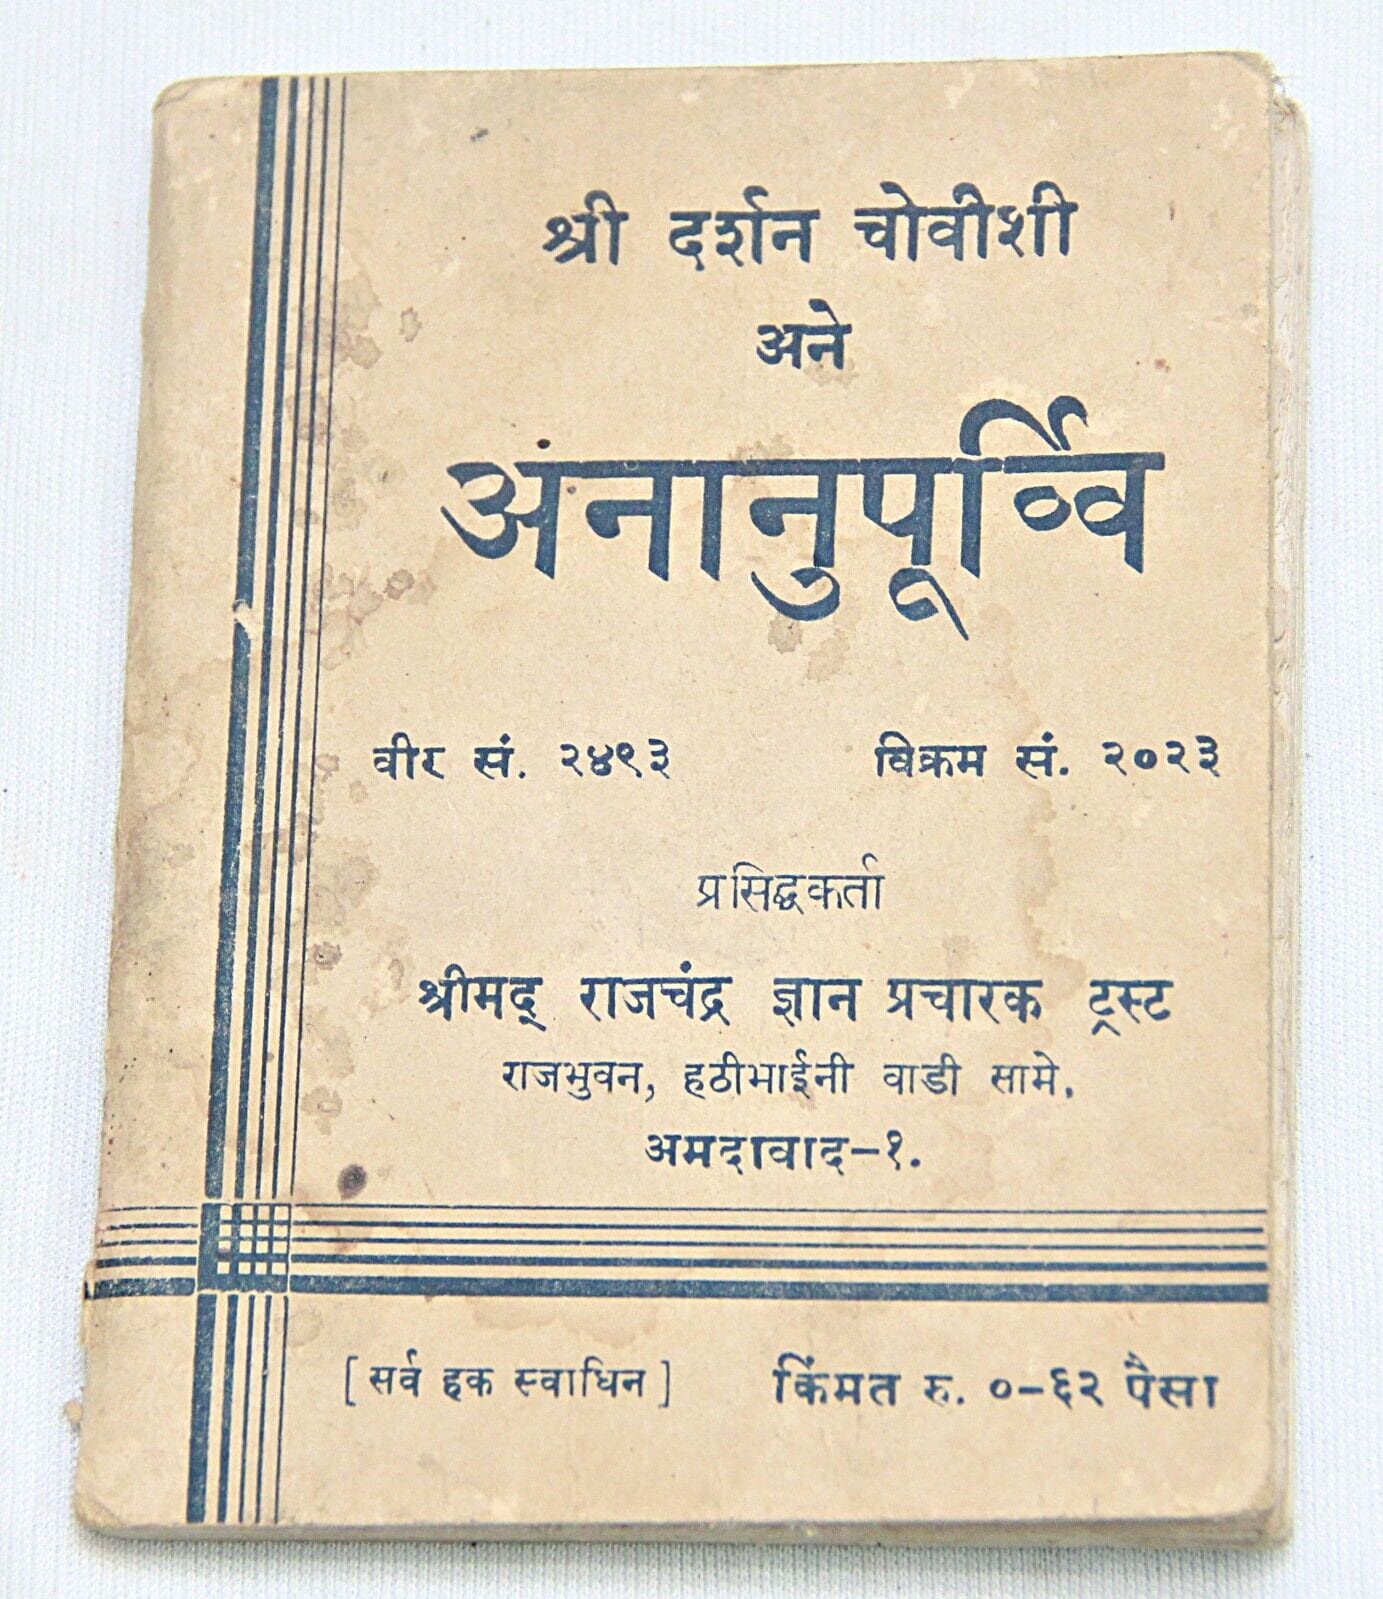 श्री दर्शन चोवीशी
अने
अंनानुपूर्व्वि
वीर सं. २४९३ विक्रम सं. २०२३
प्रसिद्धकर्ता
श्रीमद् राजचंद्र ज्ञान प्रचारक ट्रस्ट
राजभुवन, हठीभाईनी वाडी सामे.
अमदावाद-१.
[ सर्व हक स्वाधिन ] किंमत रु. ०-६२ पैसा